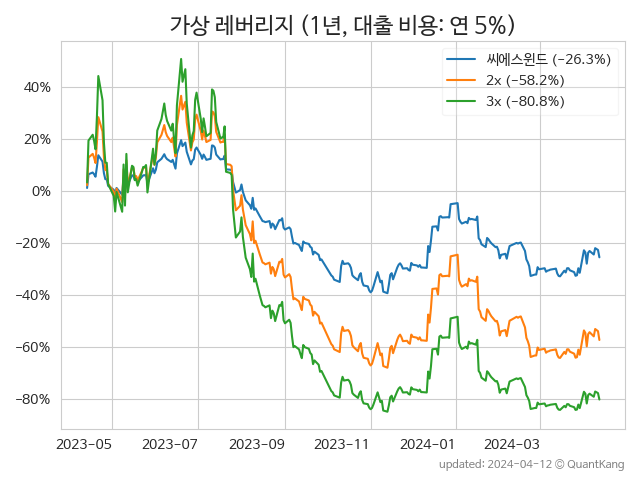 가상 레버리지 (1년, 대출 비용: 연 5%)
씨에스윈드 (−26.3%)
2x (−58.2%)
3x (−80.8%)
40%
20%
0%
−20%
−40%
−60%
−80%
2023-05
2023-07
2023-09
2023-11
2024-01
2024-03
updated: 2024-04-12 © QuantKang